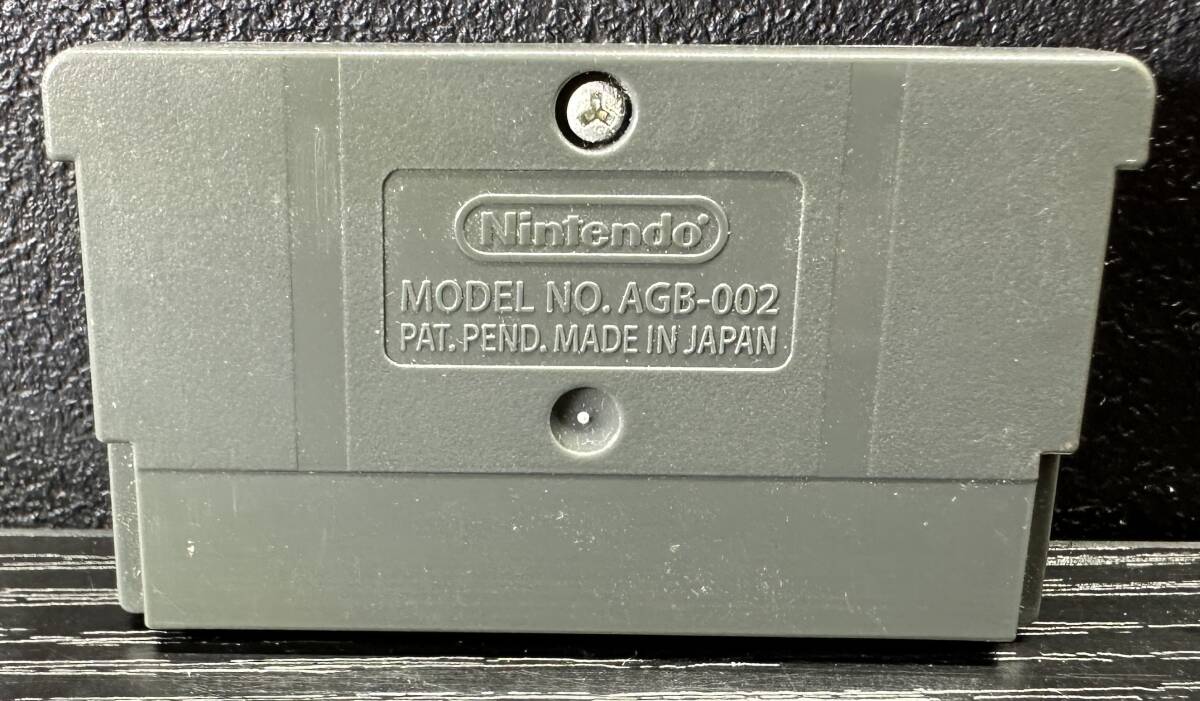 Nintendo
MODEL NO. AGB-002
PAT. PEND. MADE IN JAPAN